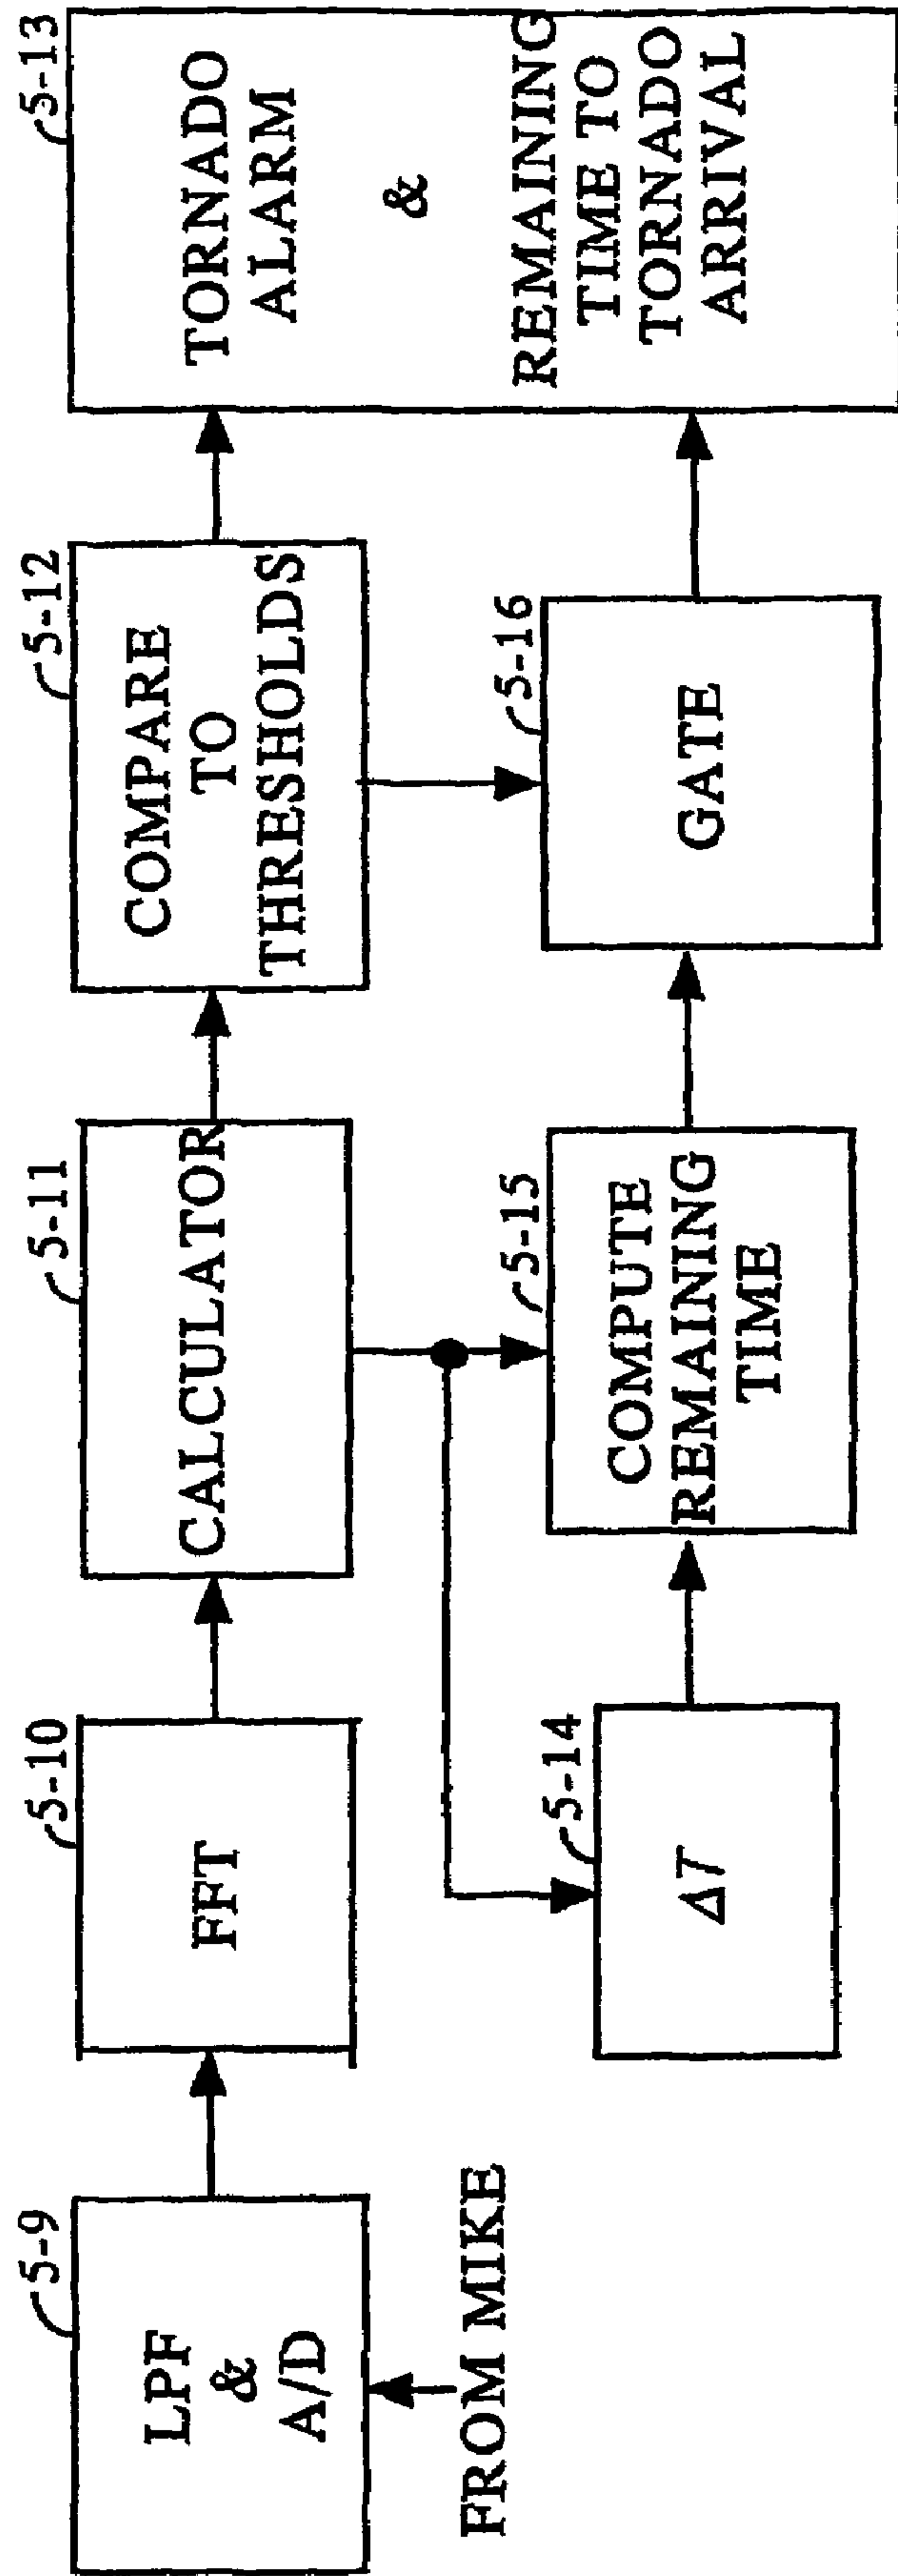 5-9
LPF
&
A/D
FROM MIKE
5-10
FFT
5-11
CALCULATOR
5-12
COMPARE
TO
THRESHOLDS
5-13
TORNADO
ALARM
&
REMAINING
TIME TO
TORNADO
ARRIVAL
5-14
ΔT
5-15
COMPUTE
REMAINING
TIME
5-16
GATE